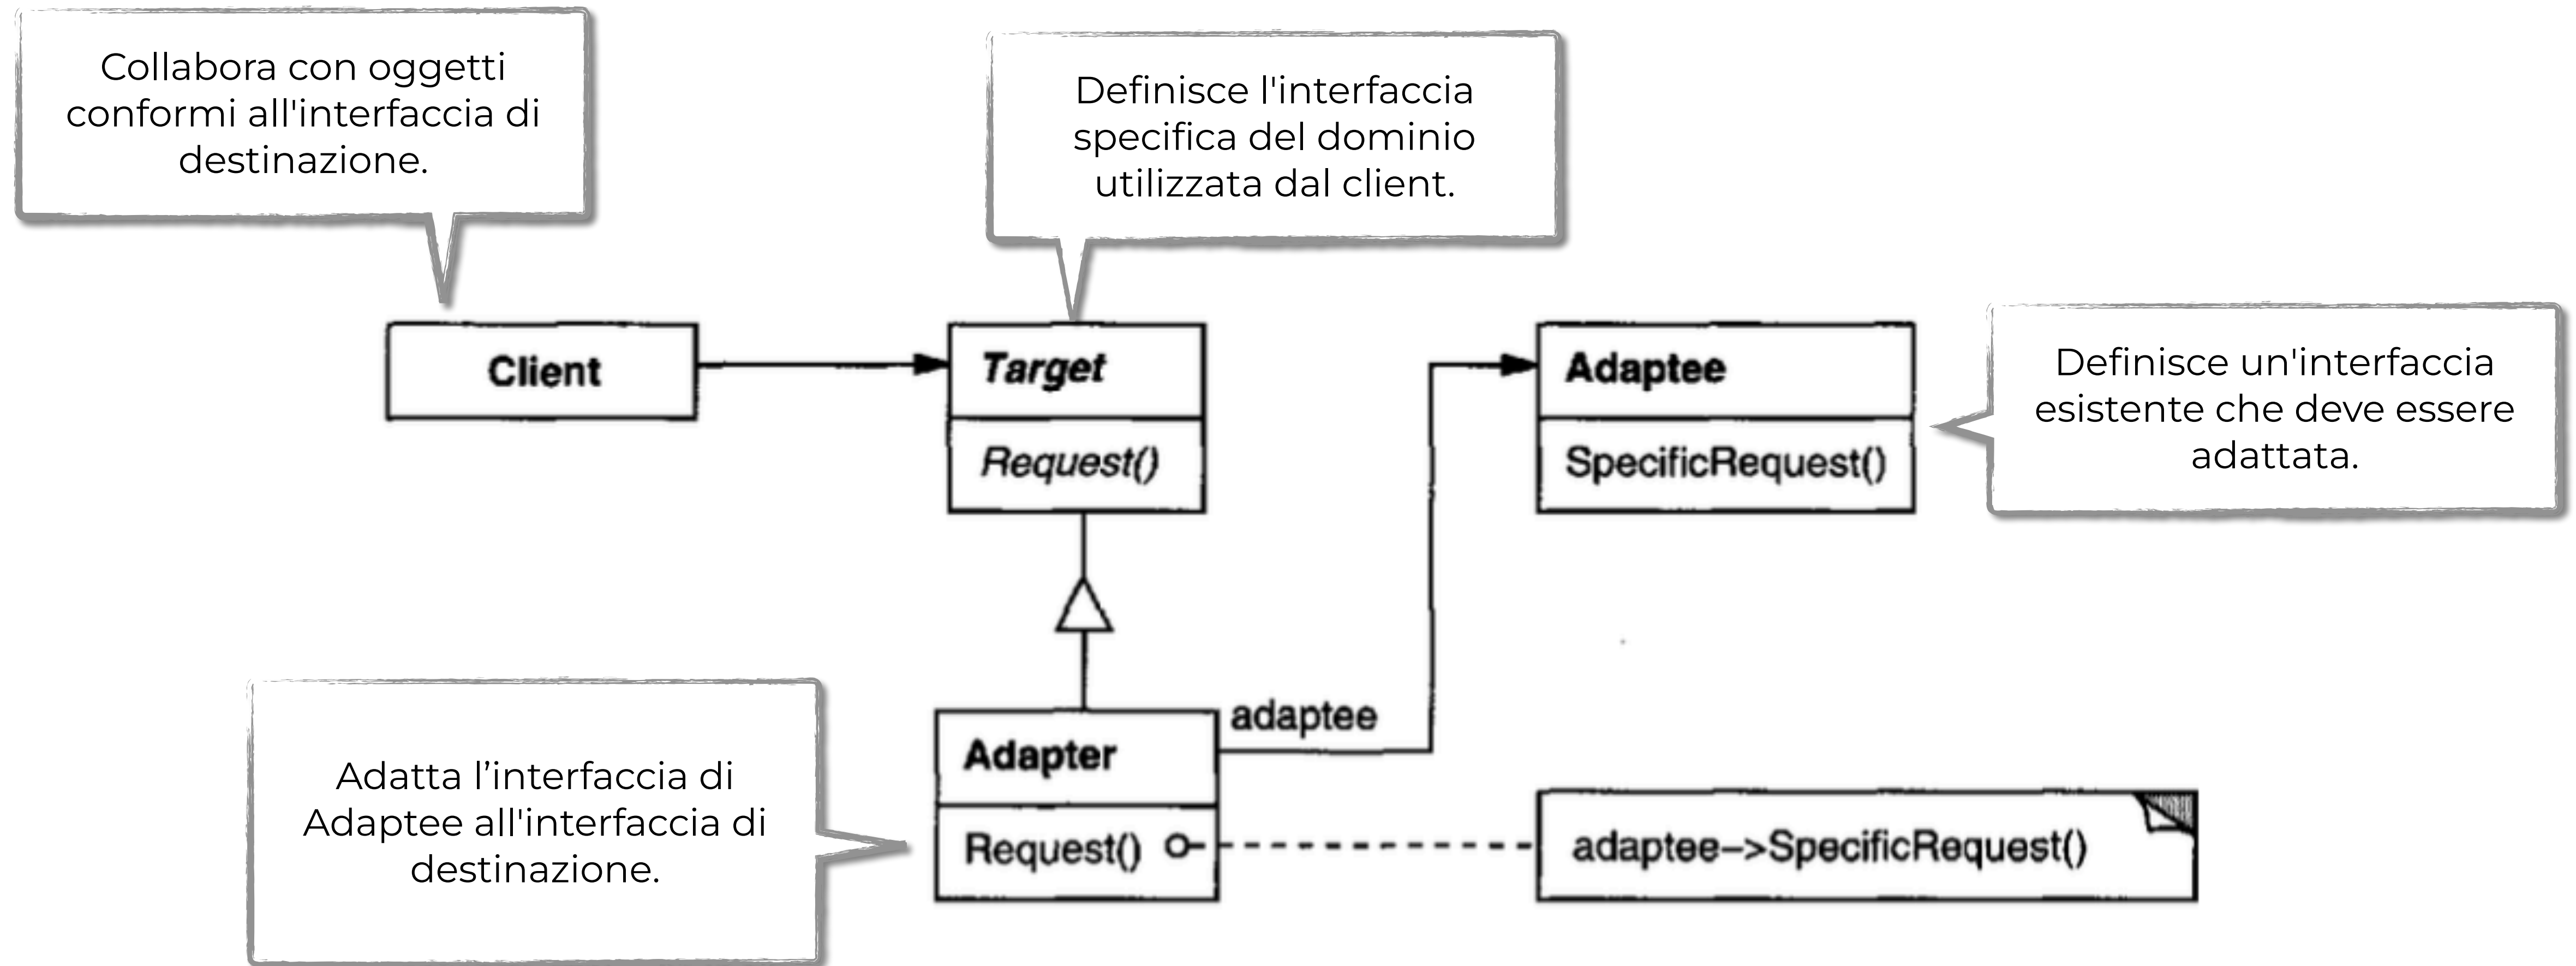 Collabora con oggetti
conformi all'interfaccia di
destinazione.
Definisce l'interfaccia
specifica del dominio
utilizzata dal client.
Client
Target
Request()
Adaptee
SpecificRequest()
Definisce un'interfaccia
esistente che deve essere
adattata.
Adatta l’interfaccia di
Adaptee all'interfaccia di
destinazione.
Adapter
Request()
adaptee
adaptee–>SpecificRequest()